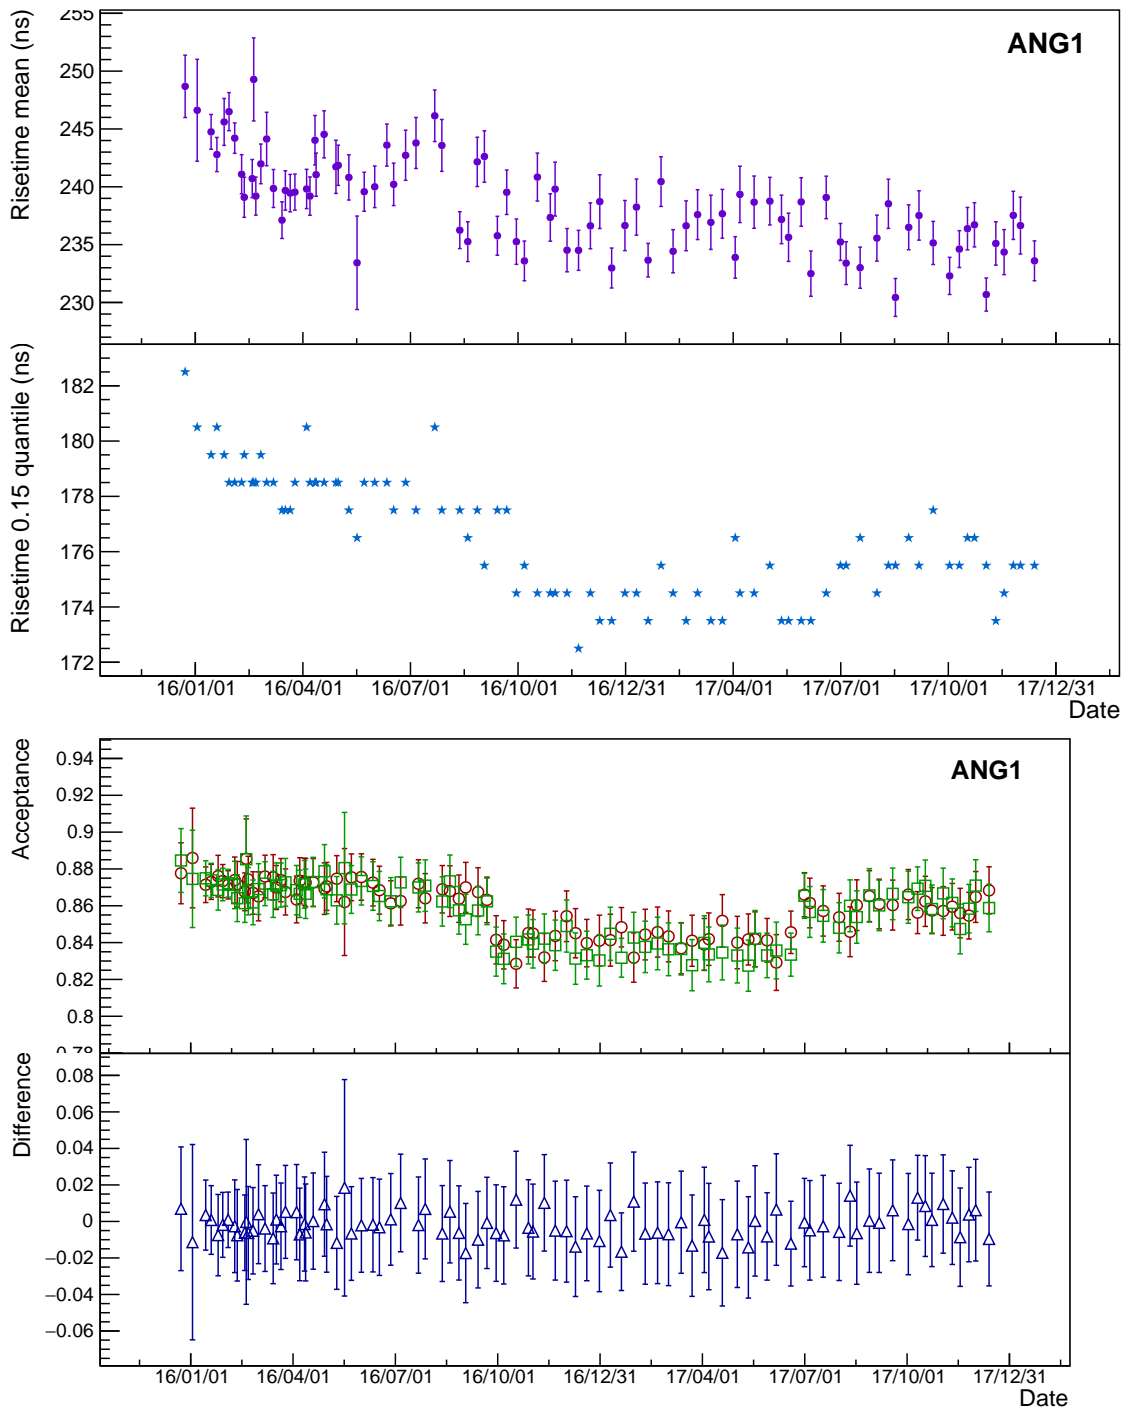 Risetime mean (ns)
255
250
245
240
235
230
ANG1
Risetime 0.15 quantile (ns)
182
180
178
176
174
172
16/01/01 16/04/01 16/07/01 16/10/01 16/12/31 17/04/01 17/07/01 17/10/01 17/12/31
Date
Acceptance
0.94
0.92
0.9
0.88
0.86
0.84
0.82
0.8
0.78
ANG1
Difference
0.08
0.06
0.04
0.02
0
−0.02
−0.04
−0.06
16/01/01 16/04/01 16/07/01 16/10/01 16/12/31 17/04/01 17/07/01 17/10/01 17/12/31
Date